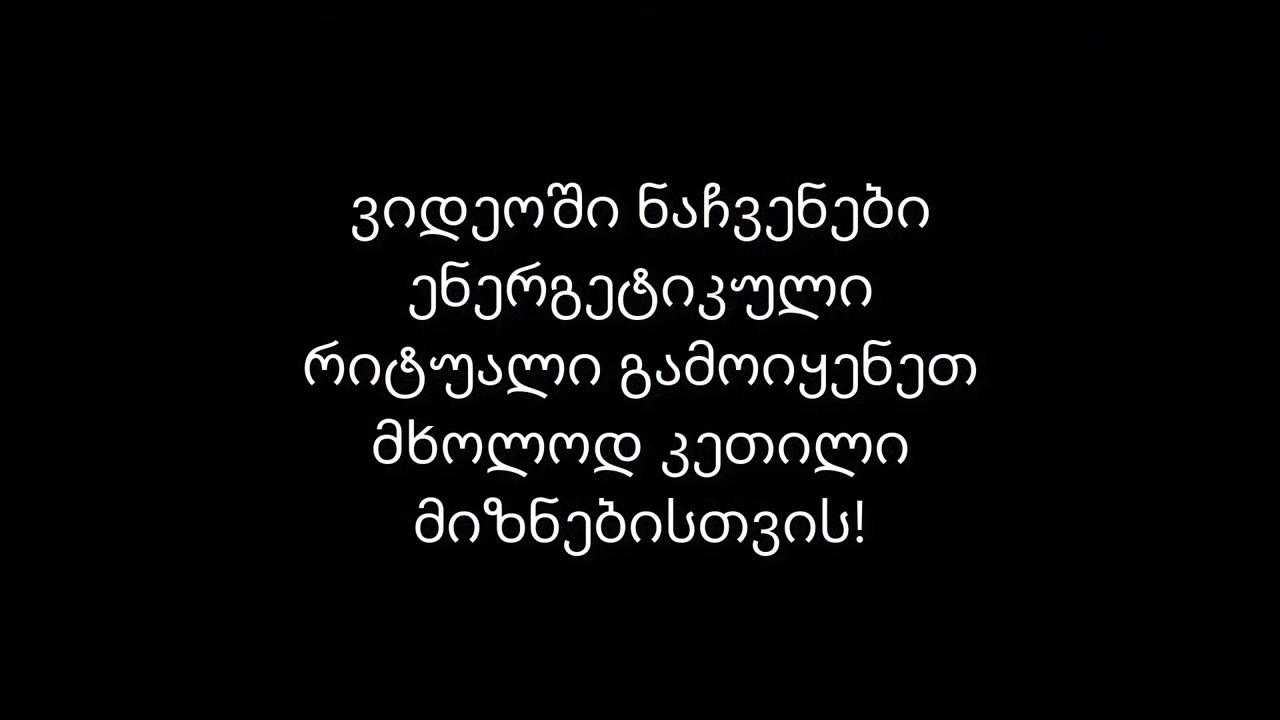 ვიდეოში ნაჩვენები
ენერგეტიკული
რიტუალი გამოიყენეთ
მხოლოდ კეთილი
მიზნებისთვის!